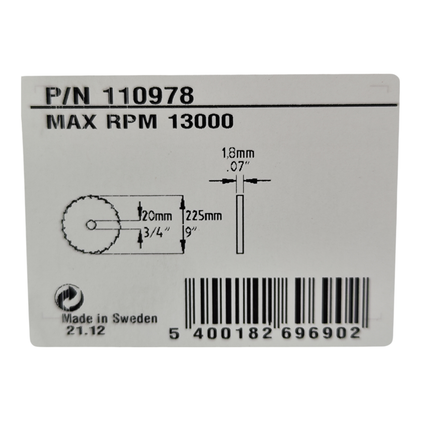 P/N 110978
MAX RPM 13000
1,8mm
.07"
20mm
3/4"
225mm
9"
Made in Sweden
21.12
5 400182 696902